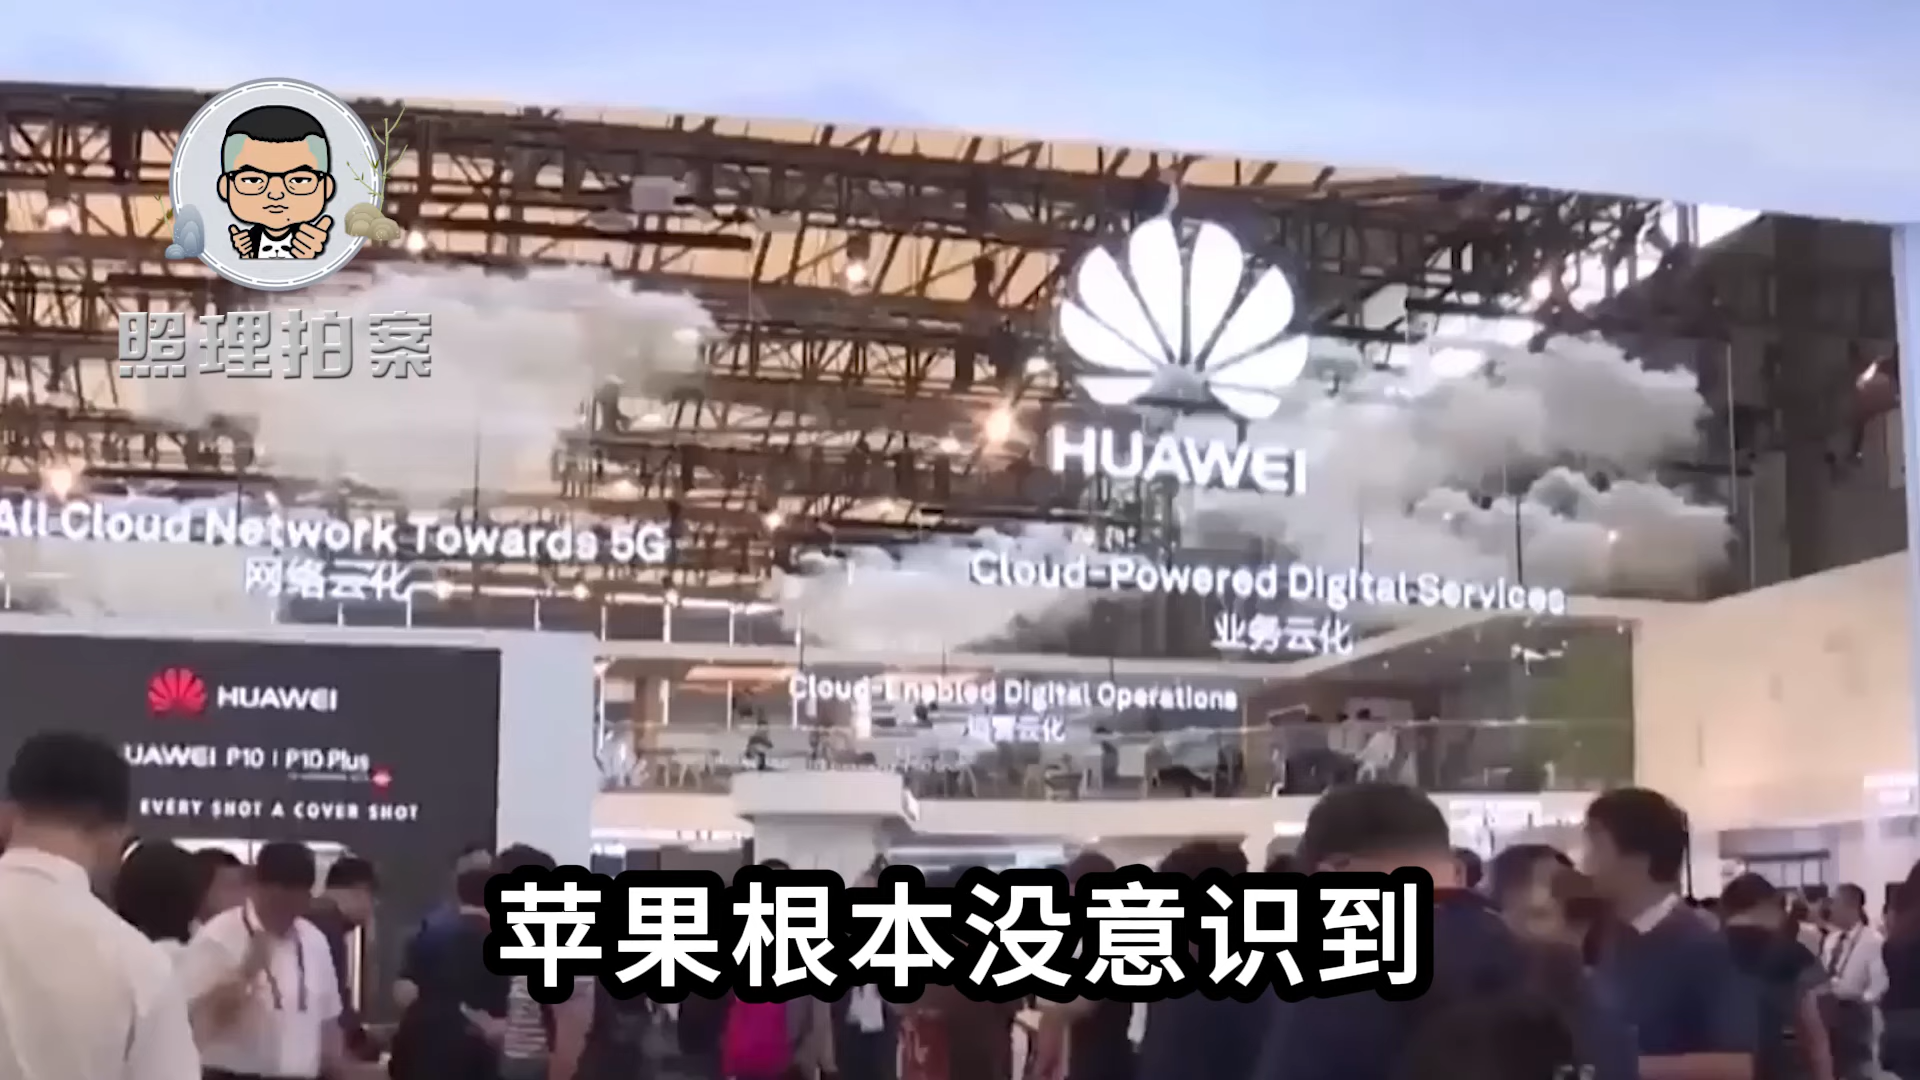 照理拍案
HUAWEI
All Cloud Network Towards 5G
网络云化
Cloud-Powered Digital Services
业务云化
Cloud-Enabled Digital Operations
运营云化
HUAWEI
UAWEI P10 | P10 Plus
EVERY SHOT A COVER SHOT
苹果根本没意识到